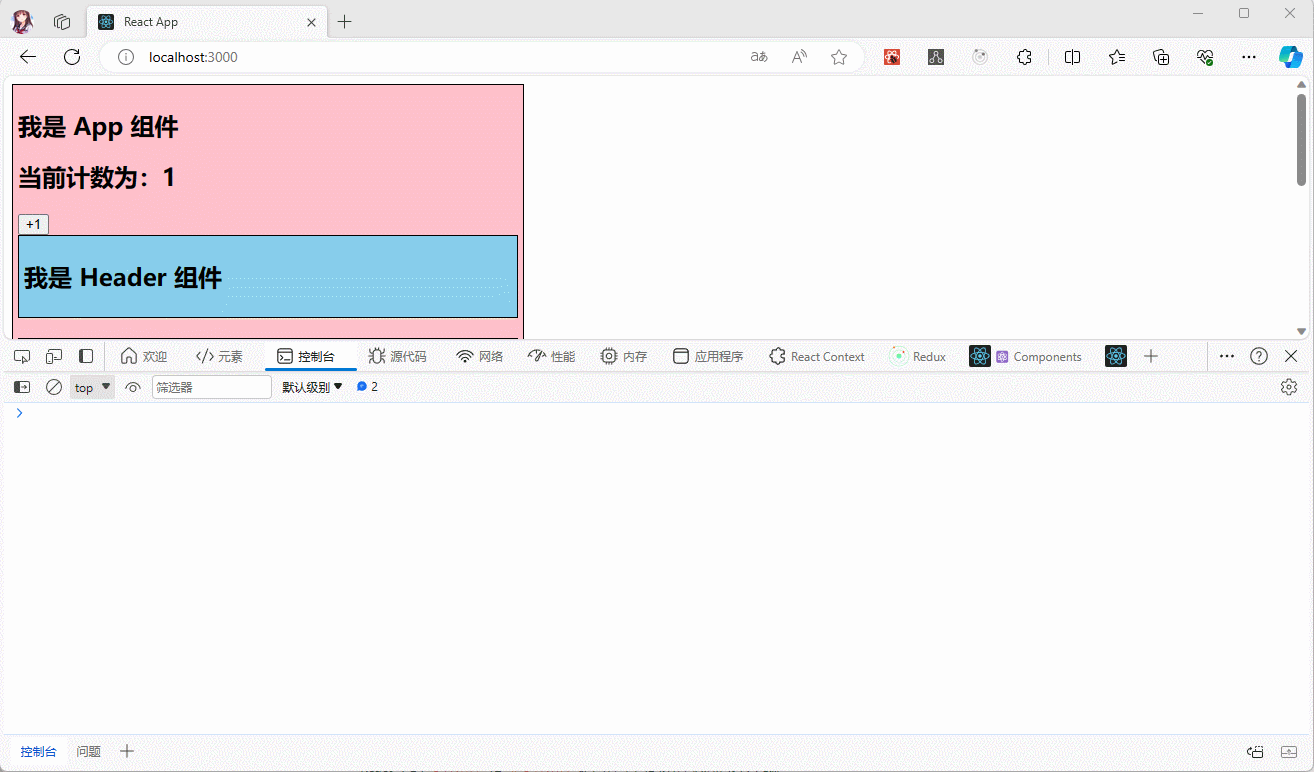 React App
localhost:3000
aあ
我是 App 组件
当前计数为：1
+1
我是 Header 组件
欢迎 元素 控制台 源代码 网络 性能 内存 应用程序 React Context Redux Components
top 筛选器 默认级别 2
控制台 问题